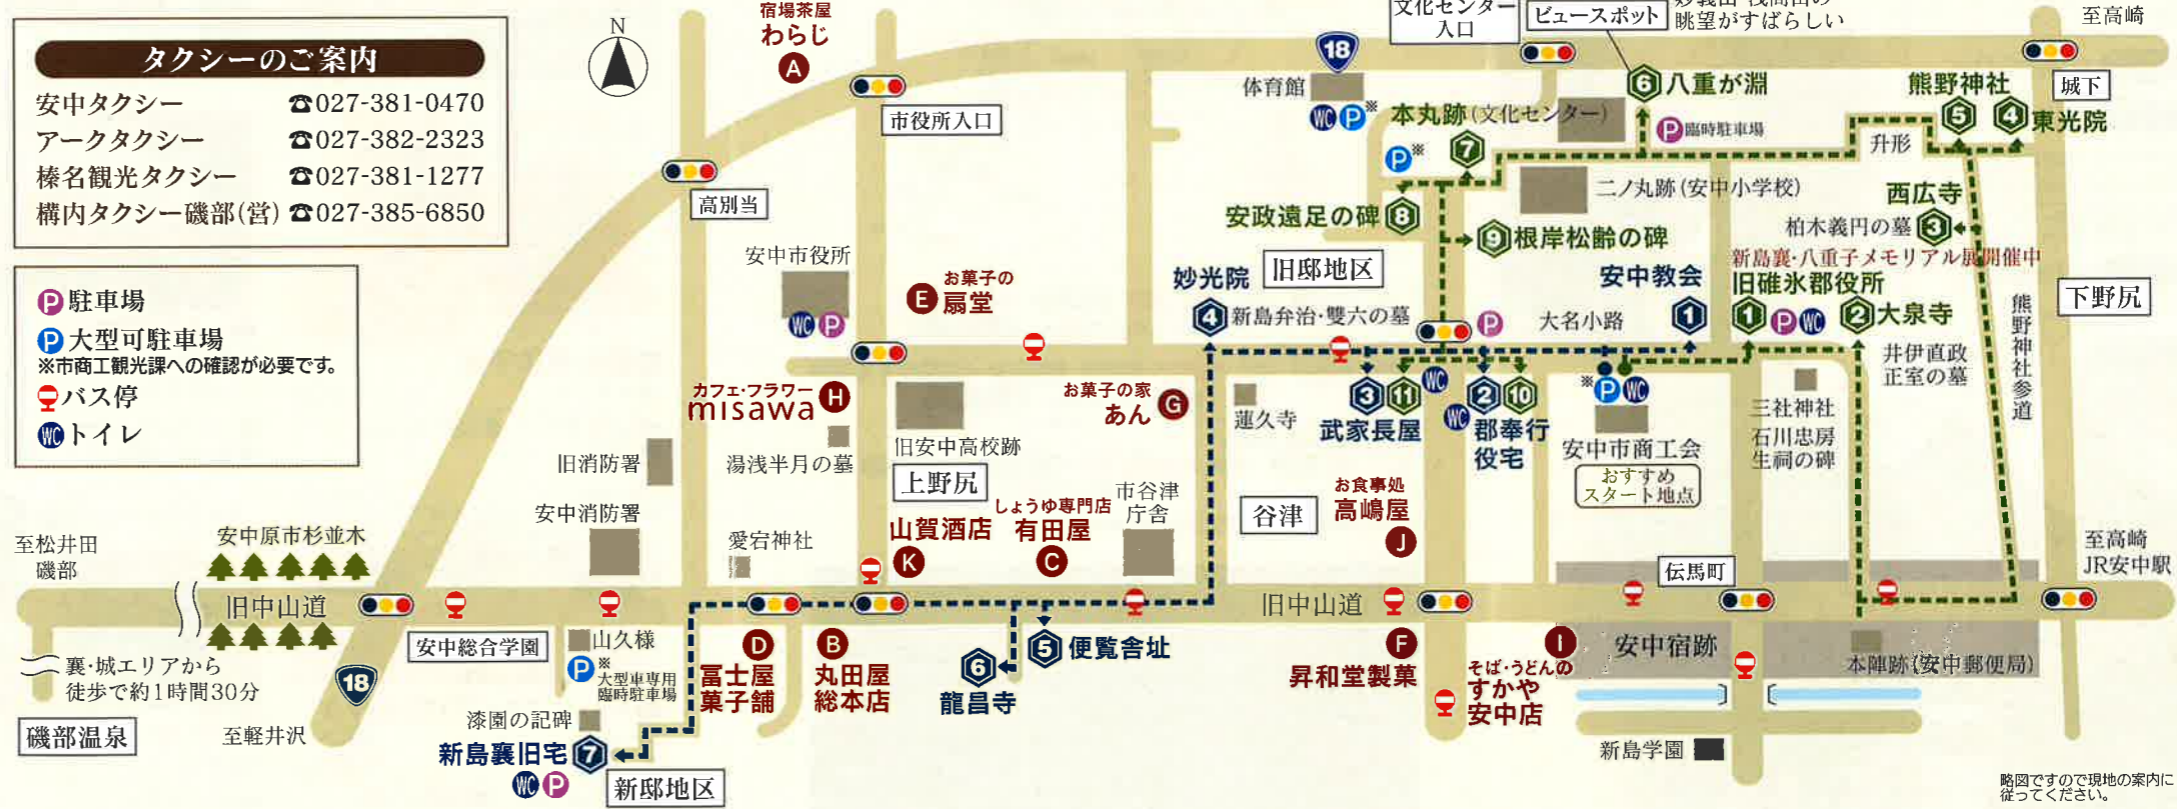 タクシーのご案内
安中タクシー ☎027-381-0470
アークタクシー ☎027-382-2323
榛名観光タクシー ☎027-381-1277
構内タクシー磯部(営) ☎027-385-6850
P 駐車場
P 大型可駐車場
※市商工観光課への確認が必要です。
バス停
WC トイレ
N
宿場茶屋
わらじ
A
市役所入口
高別当
18
体育館
WC P ※
文化センター
入口
ビュースポット
眺望がすばらしい
至高崎
城下
6 八重が淵
熊野神社
5
4 東光院
本丸跡(文化センター)
7
P ※
P 臨時駐車場
升形
二ノ丸跡(安中小学校)
安政遠足の碑 8
9 根岸松齢の碑
西広寺
柏木義円の墓 3
新島襄・八重子メモリアル展開催中
旧碓氷郡役所
1 P WC
2 大泉寺
井伊直政
正室の墓
熊野神社参道
下野尻
安中市役所
WC P
E お菓子の
扇堂
妙光院
4 新島弁治・雙六の墓
旧邸地区
P
大名小路
安中教会
1
カフェ・フラワー
misawa H
湯浅半月の墓
旧安中高校跡
上野尻
お菓子の家
あん G
蓮久寺
3 11 WC
武家長屋
WC 2 10
郡奉行
役宅
※ P WC
安中市商工会
おすすめ
スタート地点
三社神社
石川忠房
生祠の碑
旧消防署
安中消防署
愛宕神社
山賀酒店
K
しょうゆ専門店
有田屋
C
市谷津
庁舎
谷津
お食事処
高嶋屋
J
伝馬町
至高崎
JR安中駅
至松井田
磯部
安中原市杉並木
旧中山道
旧中山道
襄・城エリアから
徒歩で約1時間30分
磯部温泉
18
至軽井沢
安中総合学園
山久様
P ※
大型車専用
臨時駐車場
漆園の記碑
新島襄旧宅 7
WC P
新邸地区
D
冨士屋
菓子舗
B
丸田屋
総本店
6
龍昌寺
5 便覧舎址
F
昇和堂製菓
I
そば・うどんの
すかや
安中店
安中宿跡
本陣跡(安中郵便局)
新島学園
略図ですので現地の案内に
従ってください。